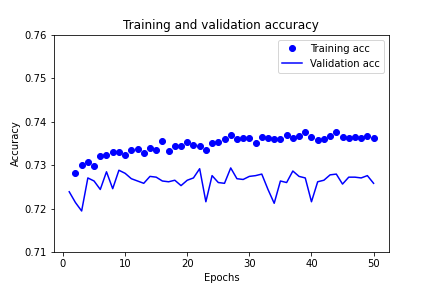 Training and validation accuracy
Training acc
Validation acc
Accuracy
0.76
0.75
0.74
0.73
0.72
0.71
0 10 20 30 40 50
Epochs